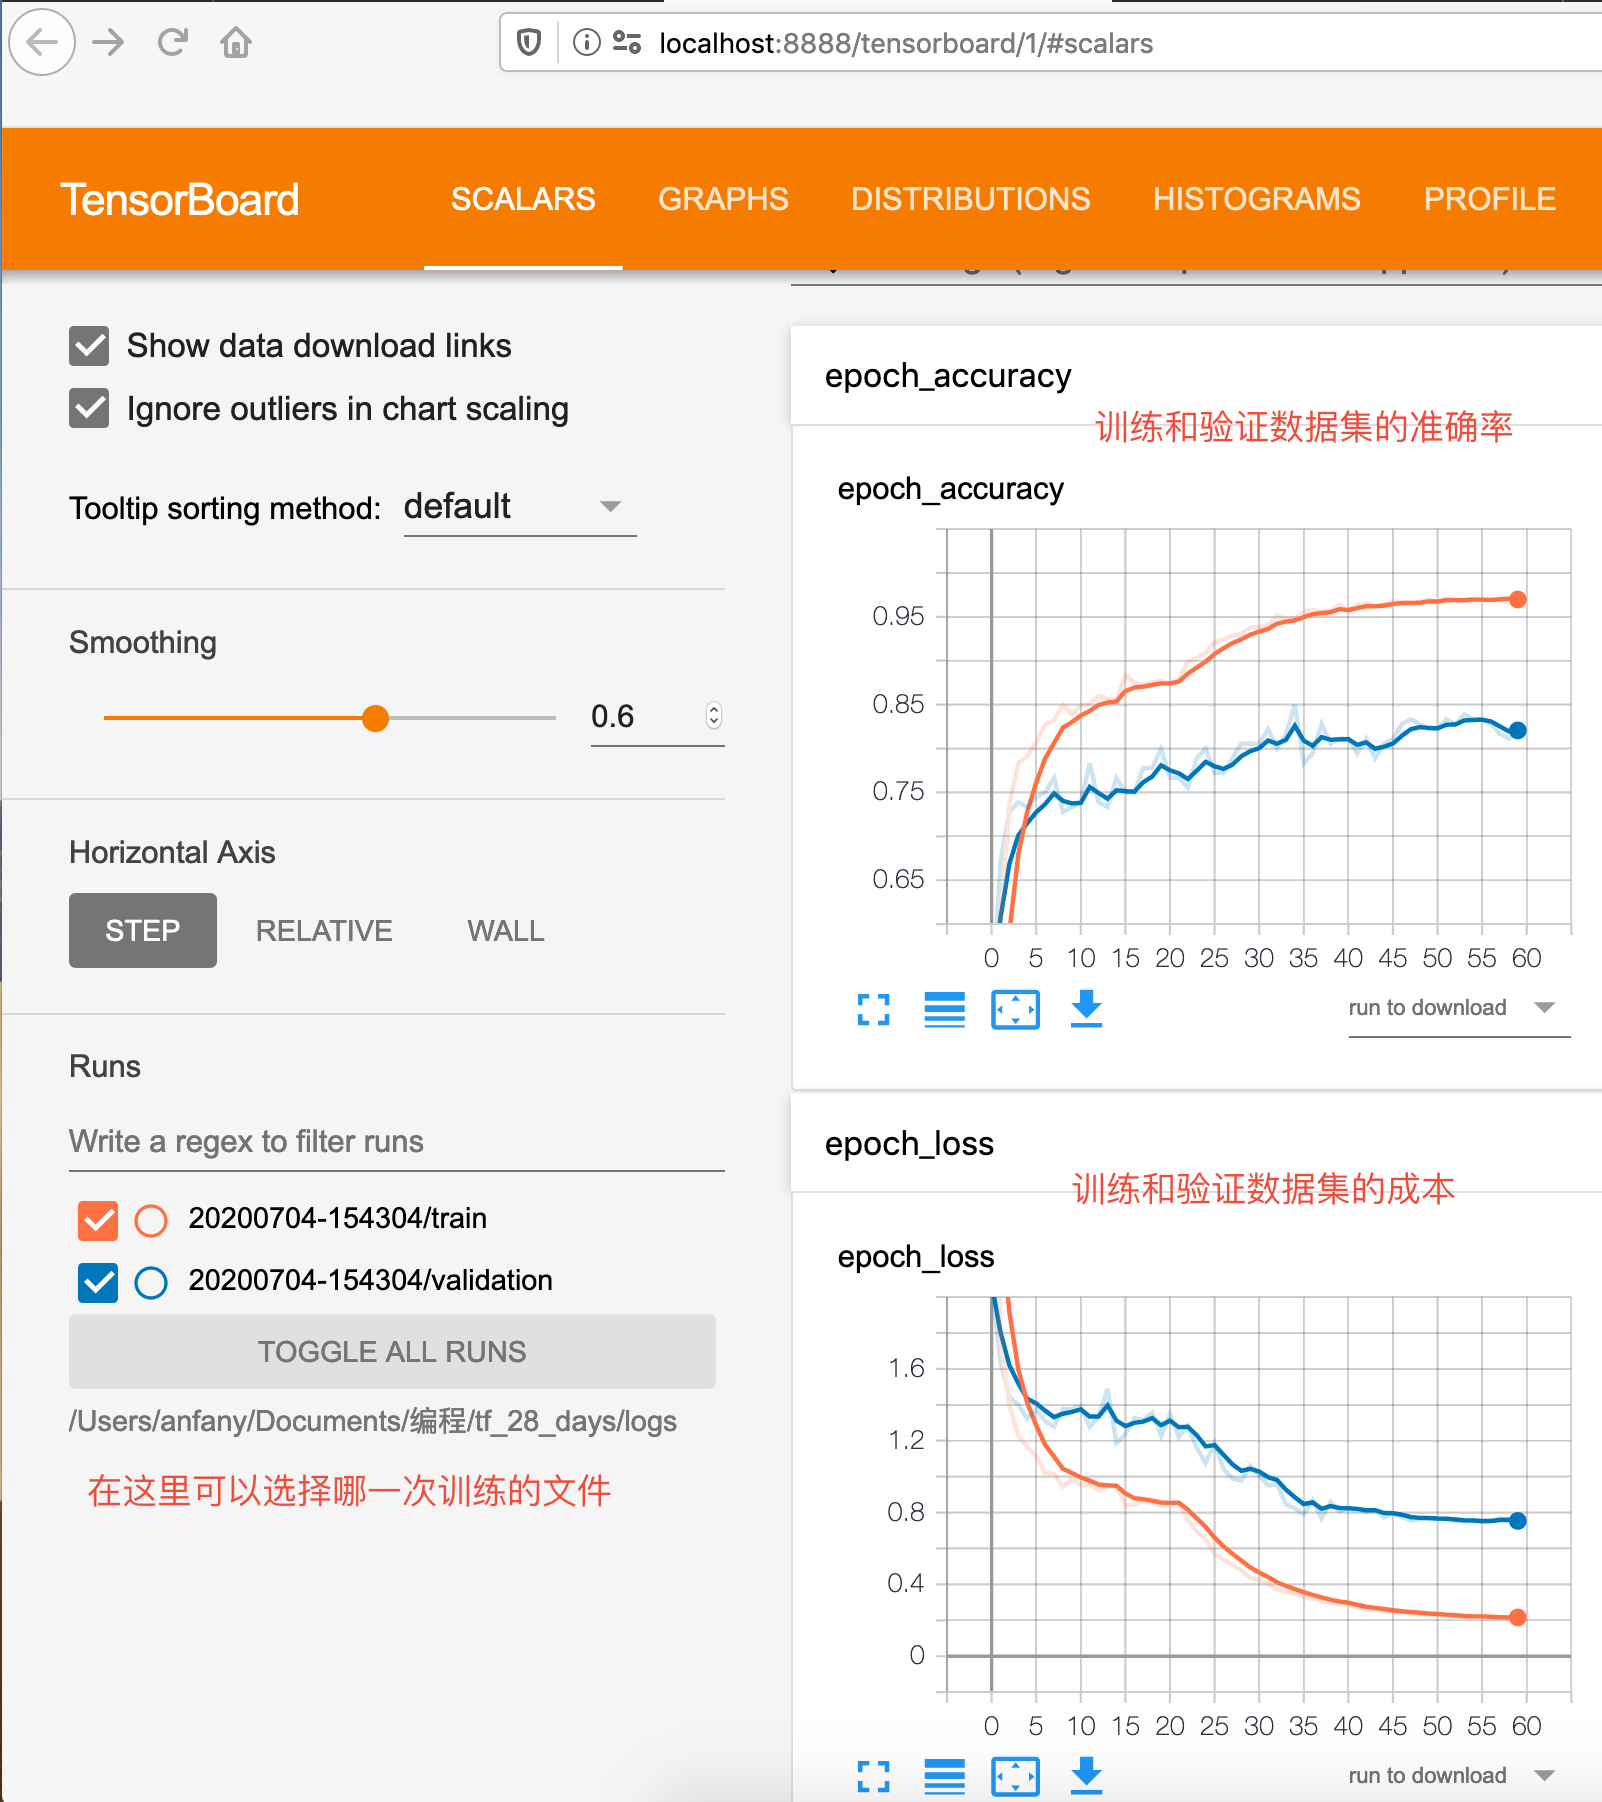 localhost:8888/tensorboard/1/#scalars
TensorBoard SCALARS GRAPHS DISTRIBUTIONS HISTOGRAMS PROFILE
Show data download links
Ignore outliers in chart scaling
Tooltip sorting method: default
Smoothing
0.6
Horizontal Axis
STEP RELATIVE WALL
Runs
Write a regex to filter runs
20200704-154304/train
20200704-154304/validation
TOGGLE ALL RUNS
/Users/anfany/Documents/编程/tf_28_days/logs
在这里可以选择哪一次训练的文件
epoch_accuracy
训练和验证数据集的准确率
epoch_accuracy
0.95
0.85
0.75
0.65
0 5 10 15 20 25 30 35 40 45 50 55 60
run to download
epoch_loss
训练和验证数据集的成本
epoch_loss
1.6
1.2
0.8
0.4
0
0 5 10 15 20 25 30 35 40 45 50 55 60
run to download